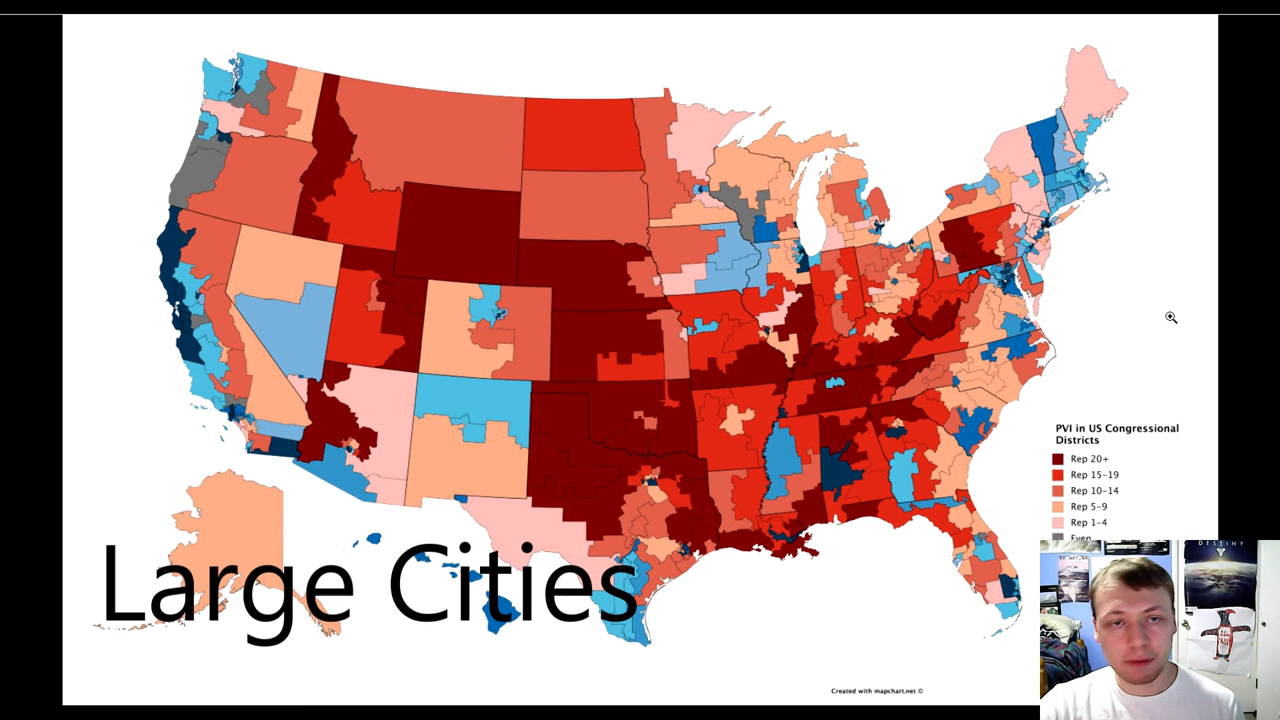 PVI in US Congressional
Districts
Rep 20+
Rep 15-19
Rep 10-14
Rep 5-9
Rep 1-4
Even
Large Cities
Created with mapchart.net ©
DESTINY